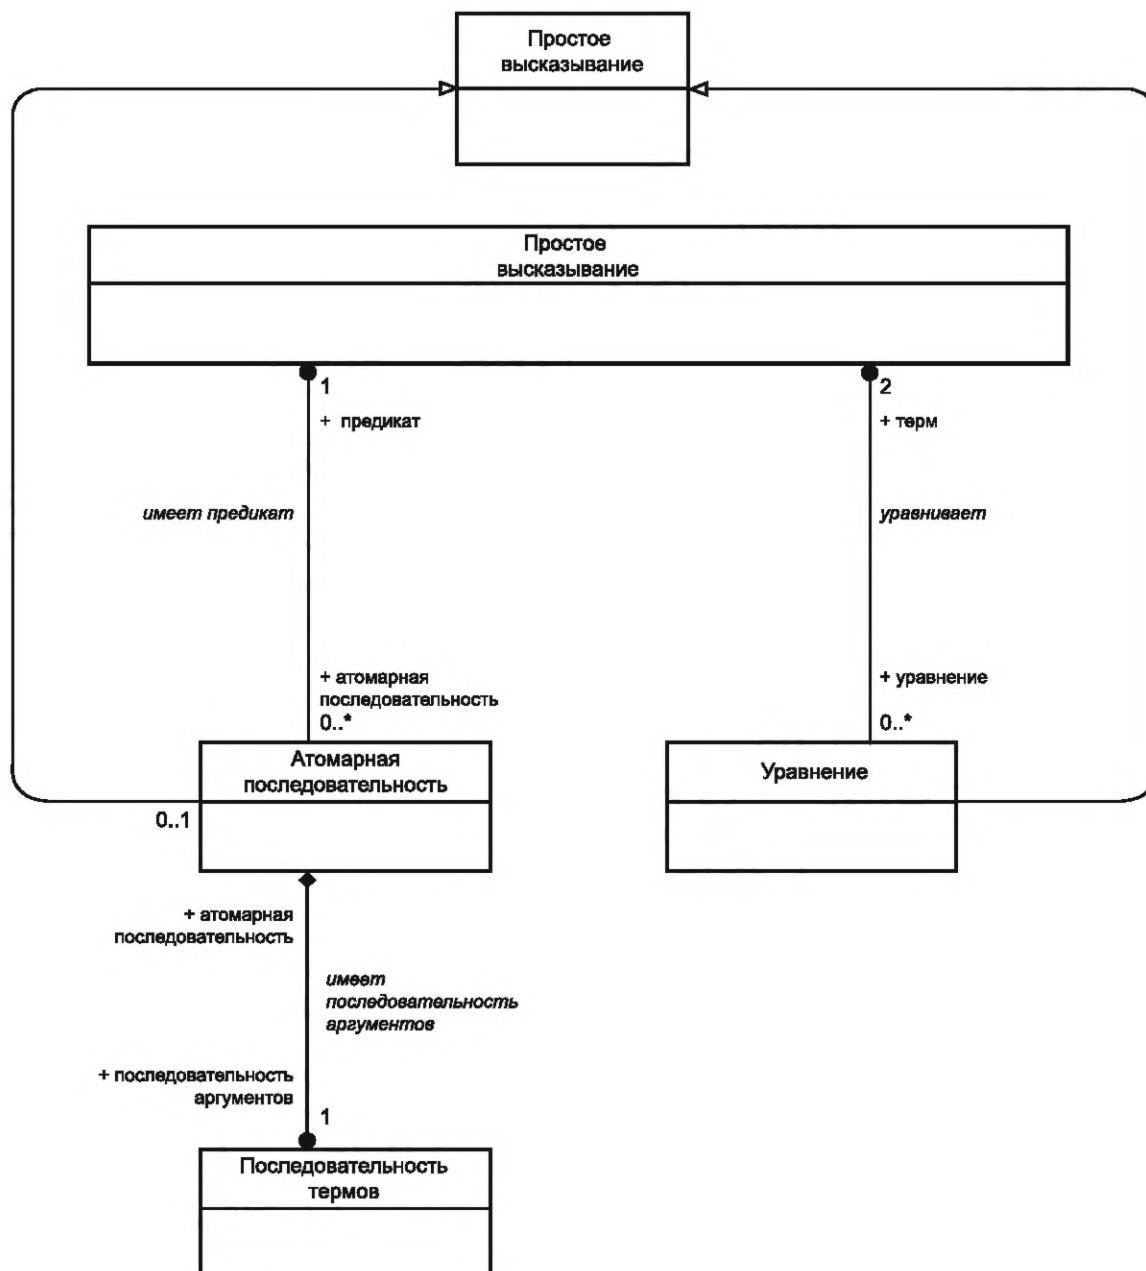 Простое
высказывание
Простое
высказывание
1
2
+ предикат
+ терм
имеет предикат
уравнивает
+ атомарная
последовательность
0..*
+ уравнение
0..*
Атомарная
последовательность
Уравнение
0..1
+ атомарная
последовательность
имеет
последовательность
аргументов
+ последовательность
аргументов
1
Последовательность
термов